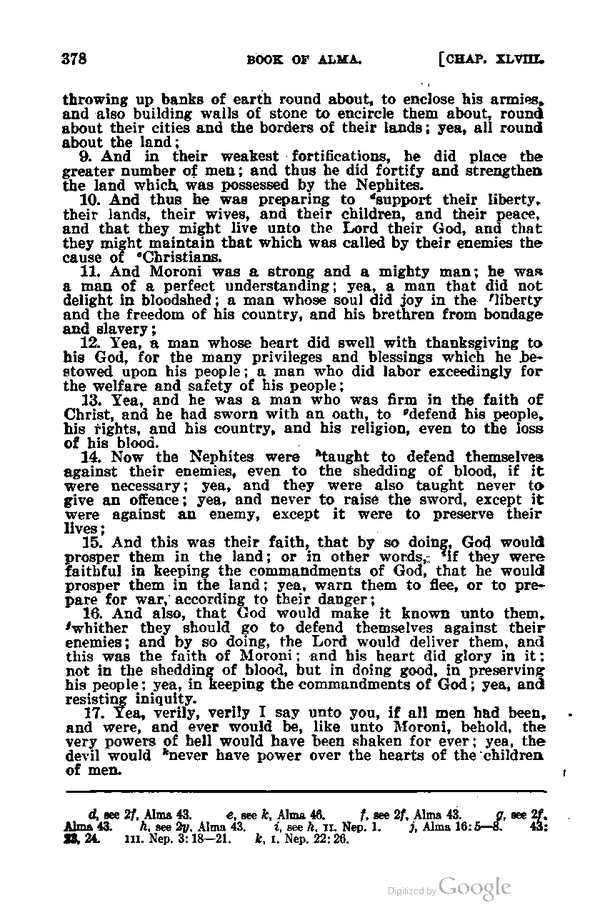 378 BOOK OF ALMA. [CHAP. XLVIII.
throwing up banks of earth round about, to enclose his armies,
and also building walls of stone to encircle them about, round
about their cities and the borders of their lands; yea, all round
about the land;
9. And in their weakest fortifications, he did place the
greater number of men; and thus he did fortify and strengthen
the land which was possessed by the Nephites.
10. And thus he was preparing to dsupport their liberty,
their lands, their wives, and their children, and their peace,
and that they might live unto the Lord their God, and that
they might maintain that which was called by their enemies the
cause of eChristians.
11. And Moroni was a strong and a mighty man; he was
a man of a perfect understanding; yea, a man that did not
delight in bloodshed; a man whose soul did joy in the fliberty
and the freedom of his country, and his brethren from bondage
and slavery;
12. Yea, a man whose heart did swell with thanksgiving to
his God, for the many privileges and blessings which he be-
stowed upon his people; a man who did labor exceedingly for
the welfare and safety of his people;
13. Yea, and he was a man who was firm in the faith of
Christ, and he had sworn with an oath, to gdefend his people,
his rights, and his country, and his religion, even to the loss
of his blood.
14. Now the Nephites were htaught to defend themselves
against their enemies, even to the shedding of blood, if it
were necessary; yea, and they were also taught never to
give an offence; yea, and never to raise the sword, except it
were against an enemy, except it were to preserve their
lives;
15. And this was their faith, that by so doing, God would
prosper them in the land; or in other words, iif they were
faithful in keeping the commandments of God, that he would
prosper them in the land; yea, warn them to flee, or to pre-
pare for war, according to their danger;
16. And also, that God would make it known unto them,
jwhither they should go to defend themselves against their
enemies; and by so doing, the Lord would deliver them, and
this was the faith of Moroni; and his heart did glory in it;
not in the shedding of blood, but in doing good, in preserving
his people; yea, in keeping the commandments of God; yea, and
resisting iniquity.
17. Yea, verily, verily I say unto you, if all men had been,
and were, and ever would be, like unto Moroni, behold, the
very powers of hell would have been shaken for ever; yea, the
devil would knever have power over the hearts of the children
of men.
d, see 2f, Alma 43. e, see k, Alma 46. f, see 2f, Alma 43. g, see 2f,
Alma 43. h, see 2y, Alma 43. i, see h, II. Nep. 1. j, Alma 16:5—8. 43:
23, 24. III. Nep. 3:18—21. k, I. Nep. 22:26.
Digitized by Google